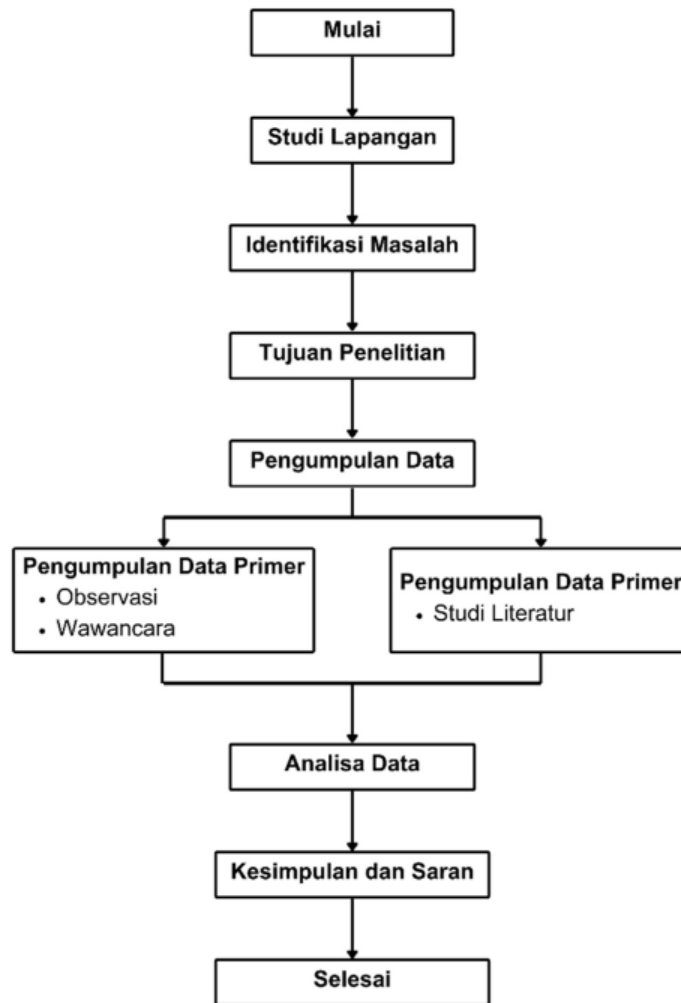 Mulai
Studi Lapangan
Identifikasi Masalah
Tujuan Penelitian
Pengumpulan Data
Pengumpulan Data Primer
• Observasi
• Wawancara
Pengumpulan Data Primer
• Studi Literatur
Analisa Data
Kesimpulan dan Saran
Selesai